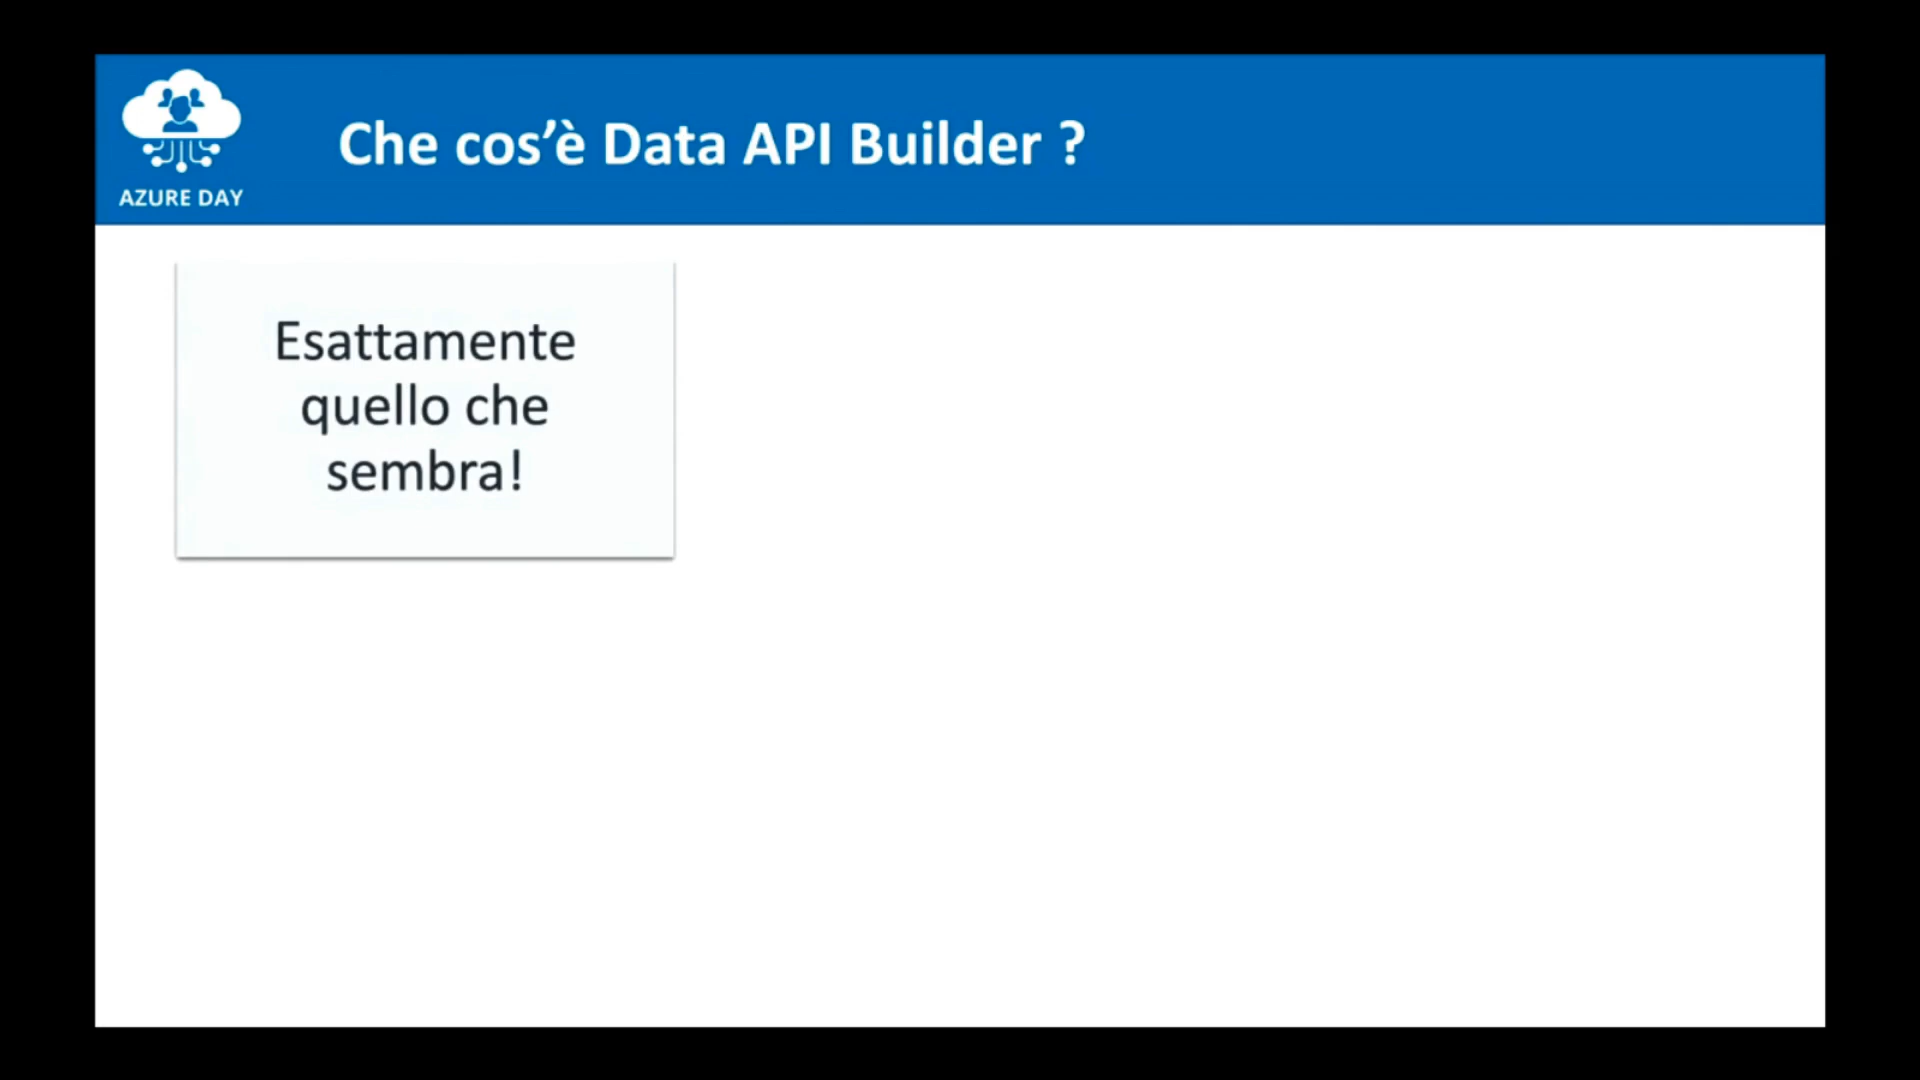 Che cos’è Data API Builder ?
AZURE DAY
Esattamente
quello che
sembra!